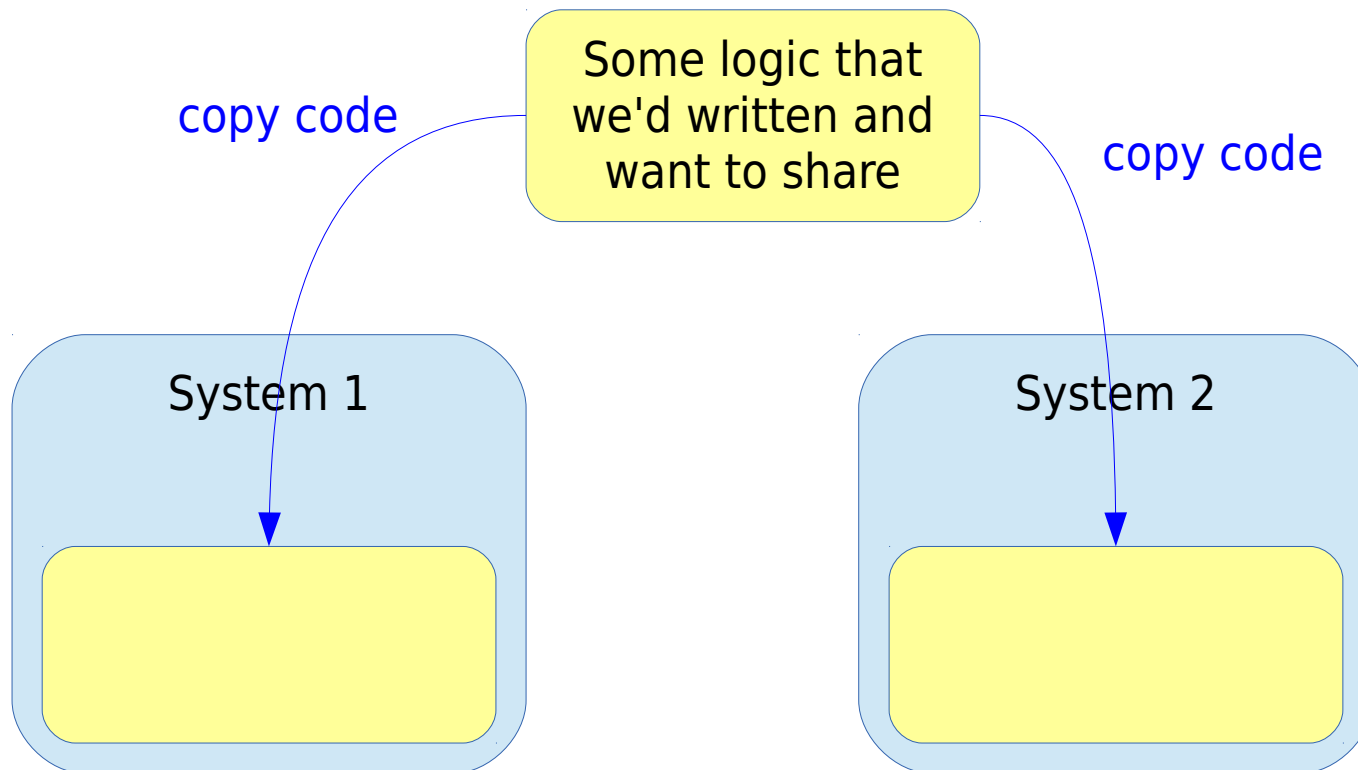 Some logic that
we'd written and
want to share
copy code
copy code
System 1
System 2